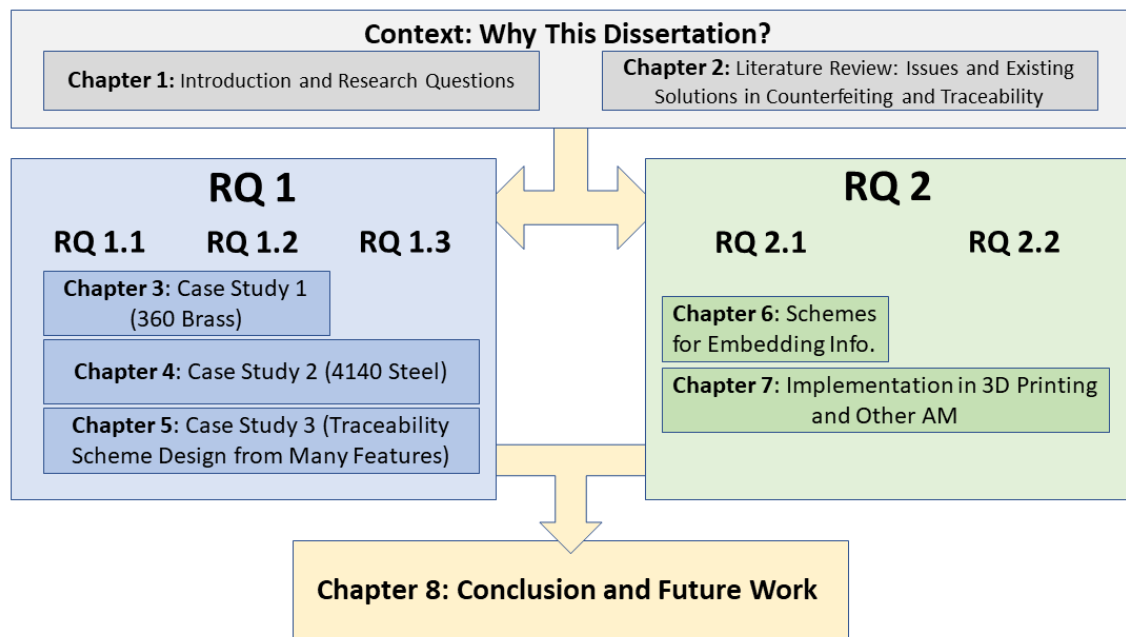 Context: Why This Dissertation?
Chapter 1: Introduction and Research Questions
Chapter 2: Literature Review: Issues and Existing
Solutions in Counterfeiting and Traceability
RQ 1
RQ 1.1 RQ 1.2 RQ 1.3
Chapter 3: Case Study 1
(360 Brass)
Chapter 4: Case Study 2 (4140 Steel)
Chapter 5: Case Study 3 (Traceability
Scheme Design from Many Features)
RQ 2
RQ 2.1 RQ 2.2
Chapter 6: Schemes
for Embedding Info.
Chapter 7: Implementation in 3D Printing
and Other AM
Chapter 8: Conclusion and Future Work